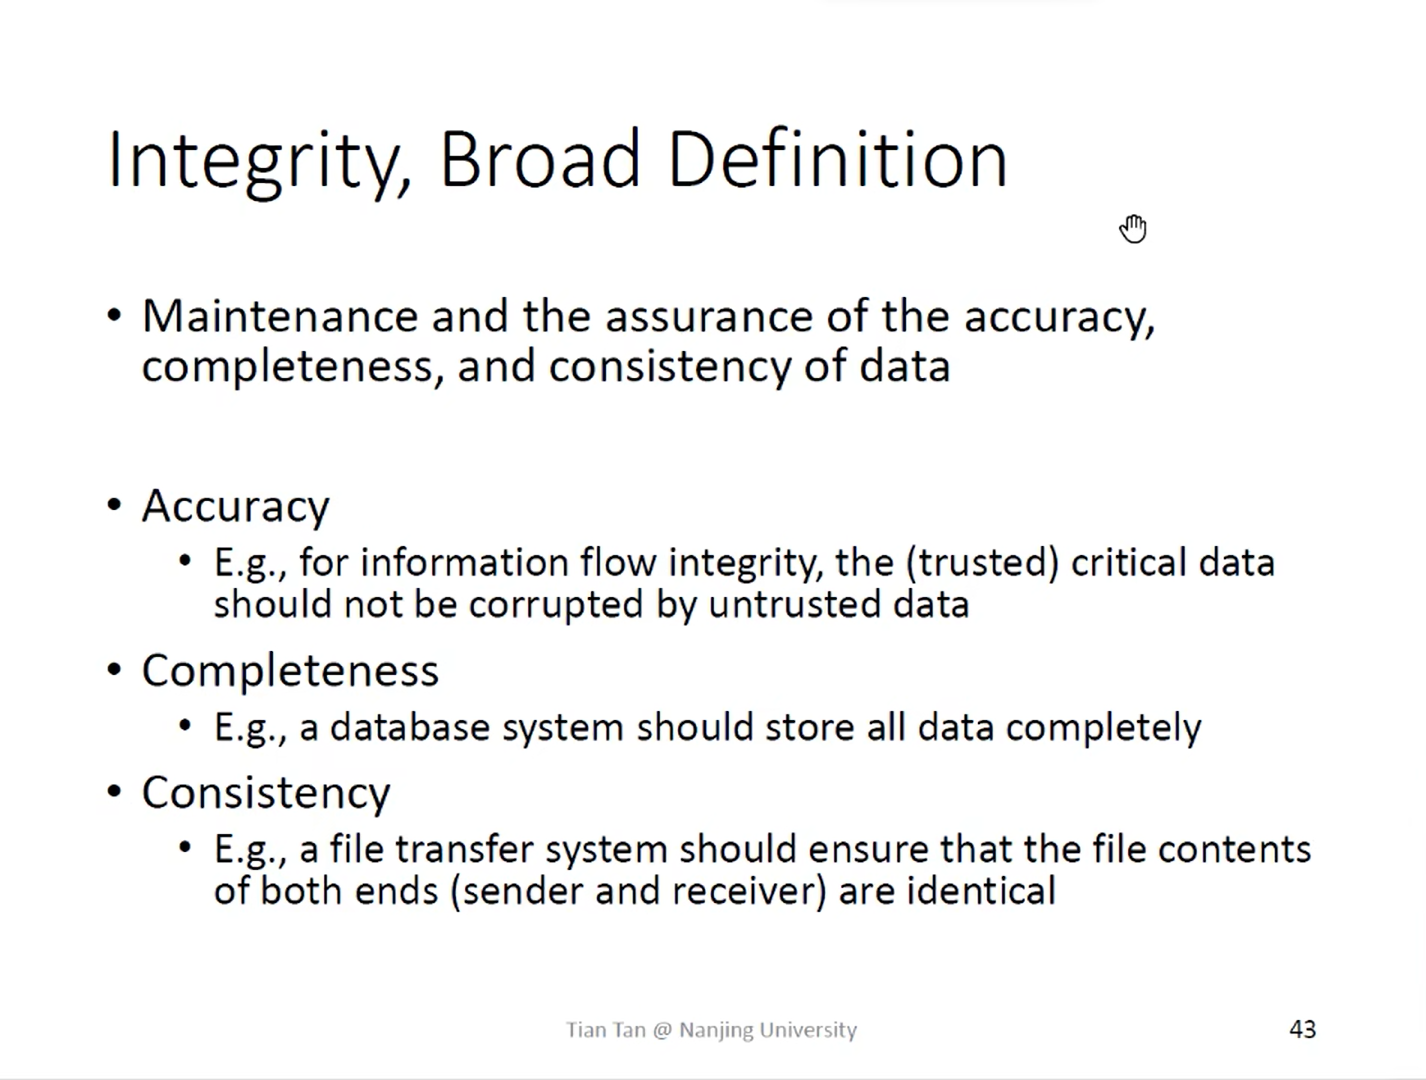 Integrity, Broad Definition
• Maintenance and the assurance of the accuracy,
completeness, and consistency of data
• Accuracy
• E.g., for information flow integrity, the (trusted) critical data
should not be corrupted by untrusted data
• Completeness
• E.g., a database system should store all data completely
• Consistency
• E.g., a file transfer system should ensure that the file contents
of both ends (sender and receiver) are identical
Tian Tan @ Nanjing University
43